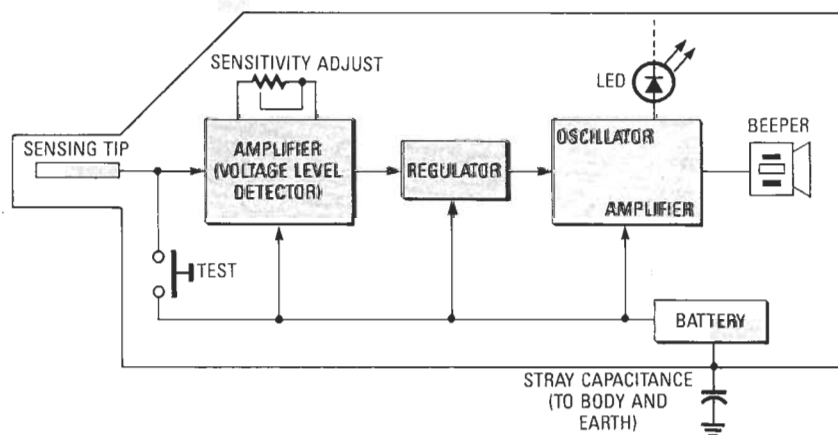 SENSITIVITY ADJUST
LED
BEEPER
SENSING TIP
AMPLIFIER
(VOLTAGE LEVEL
DETECTOR)
REGULATOR
OSCILLATOR
AMPLIFIER
TEST
BATTERY
STRAY CAPACITANCE
(TO BODY AND
EARTH)